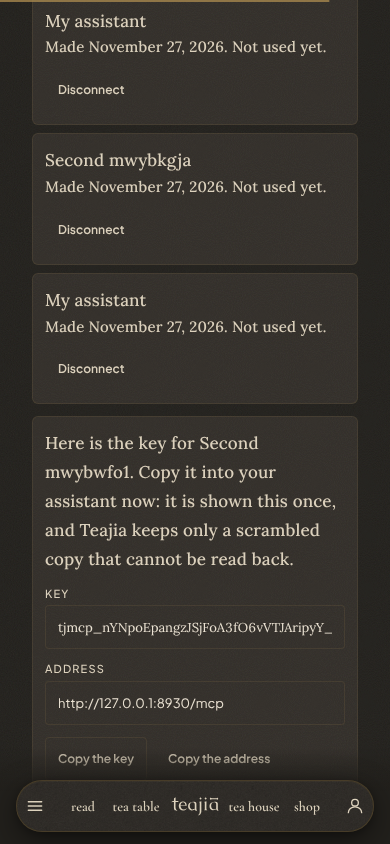 My assistant
Made November 27, 2026. Not used yet.
Disconnect
Second mwybkgja
Made November 27, 2026. Not used yet.
Disconnect
My assistant
Made November 27, 2026. Not used yet.
Disconnect
Here is the key for Second
mwybwfo1. Copy it into your
assistant now: it is shown this once,
and Teajia keeps only a scrambled
copy that cannot be read back.
KEY
tjmcp_nYNpoEpangzJSjFoA3fO6vVTJAripyY_
ADDRESS
http://127.0.0.1:8930/mcp
Copy the key Copy the address
read tea table teajiā tea house shop